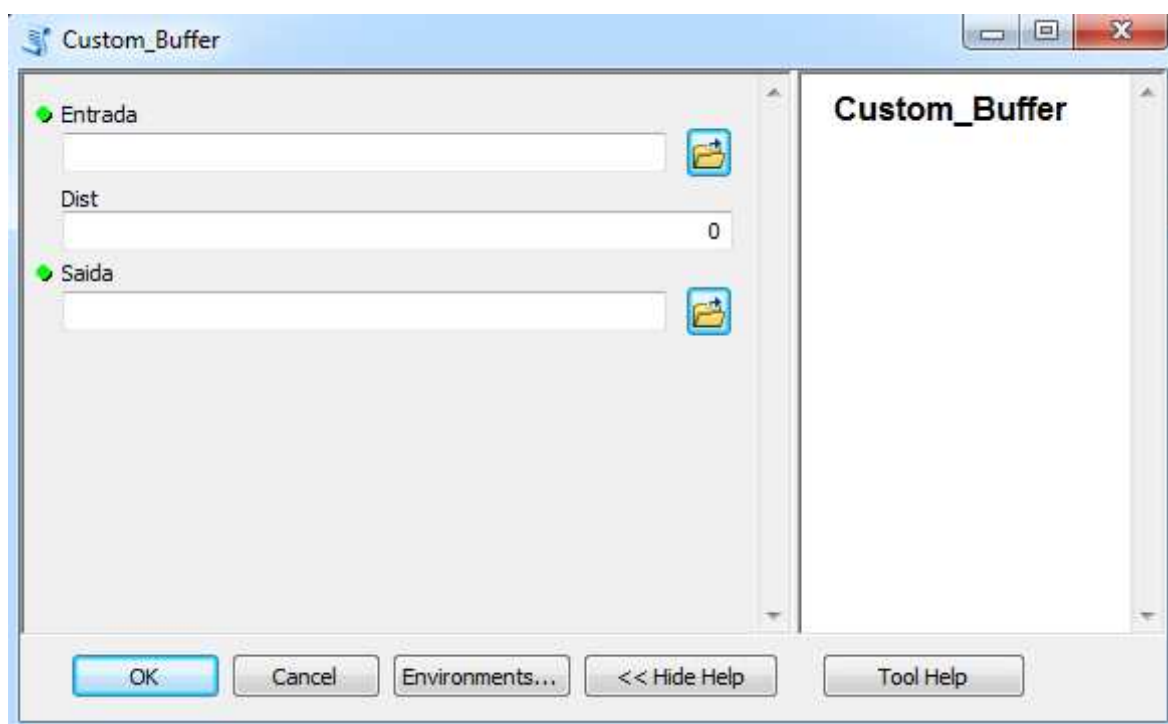 Custom_Buffer
Entrada
Dist
0
Saida
Custom_Buffer
OK
Cancel
Environments...
<< Hide Help
Tool Help